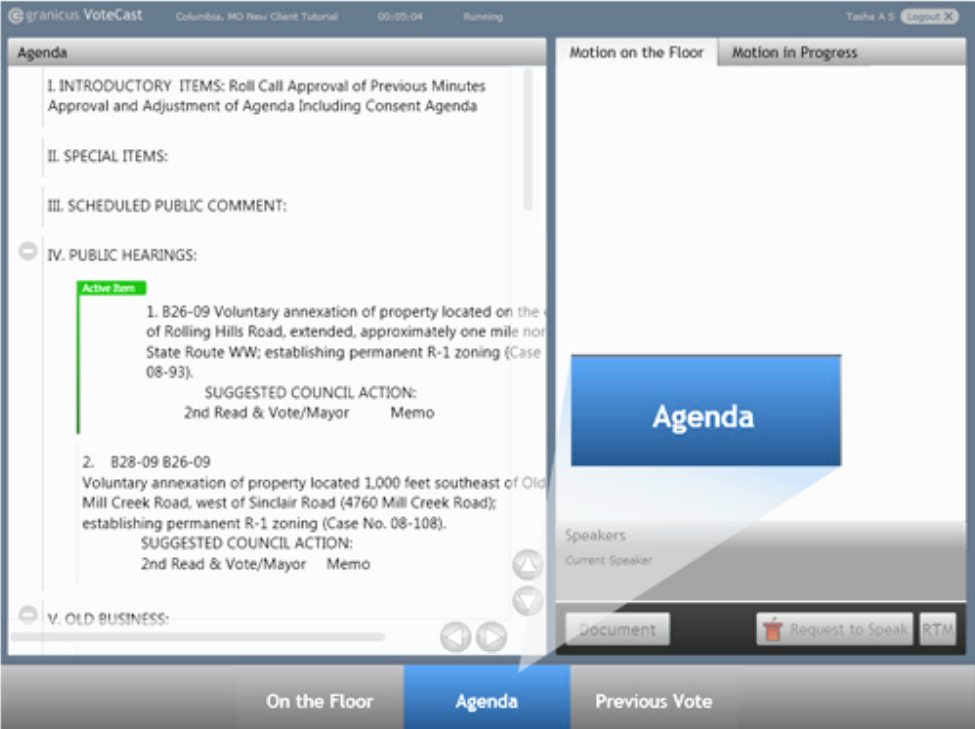 granicus VoteCast Columbia, MO New Client Tutorial 00:05:04 Running Tasha A S Logout X
Agenda
I. INTRODUCTORY ITEMS: Roll Call Approval of Previous Minutes
Approval and Adjustment of Agenda Including Consent Agenda
II. SPECIAL ITEMS:
III. SCHEDULED PUBLIC COMMENT:
IV. PUBLIC HEARINGS:
Active Item
1. B26-09 Voluntary annexation of property located on the
of Rolling Hills Road, extended, approximately one mile
State Route WW; establishing permanent R-1 zoning (Case
08-93).
SUGGESTED COUNCIL ACTION:
2nd Read & Vote/Mayor Memo
2. B28-09 B26-09
Voluntary annexation of property located 1,000 feet southeast of Old
Mill Creek Road, west of Sinclair Road (4760 Mill Creek Road);
establishing permanent R-1 zoning (Case No. 08-108).
SUGGESTED COUNCIL ACTION:
2nd Read & Vote/Mayor Memo
V. OLD BUSINESS:
Motion on the Floor Motion in Progress
Agenda
Speakers
Current Speaker
Document Request to Speak RTM
On the Floor Agenda Previous Vote